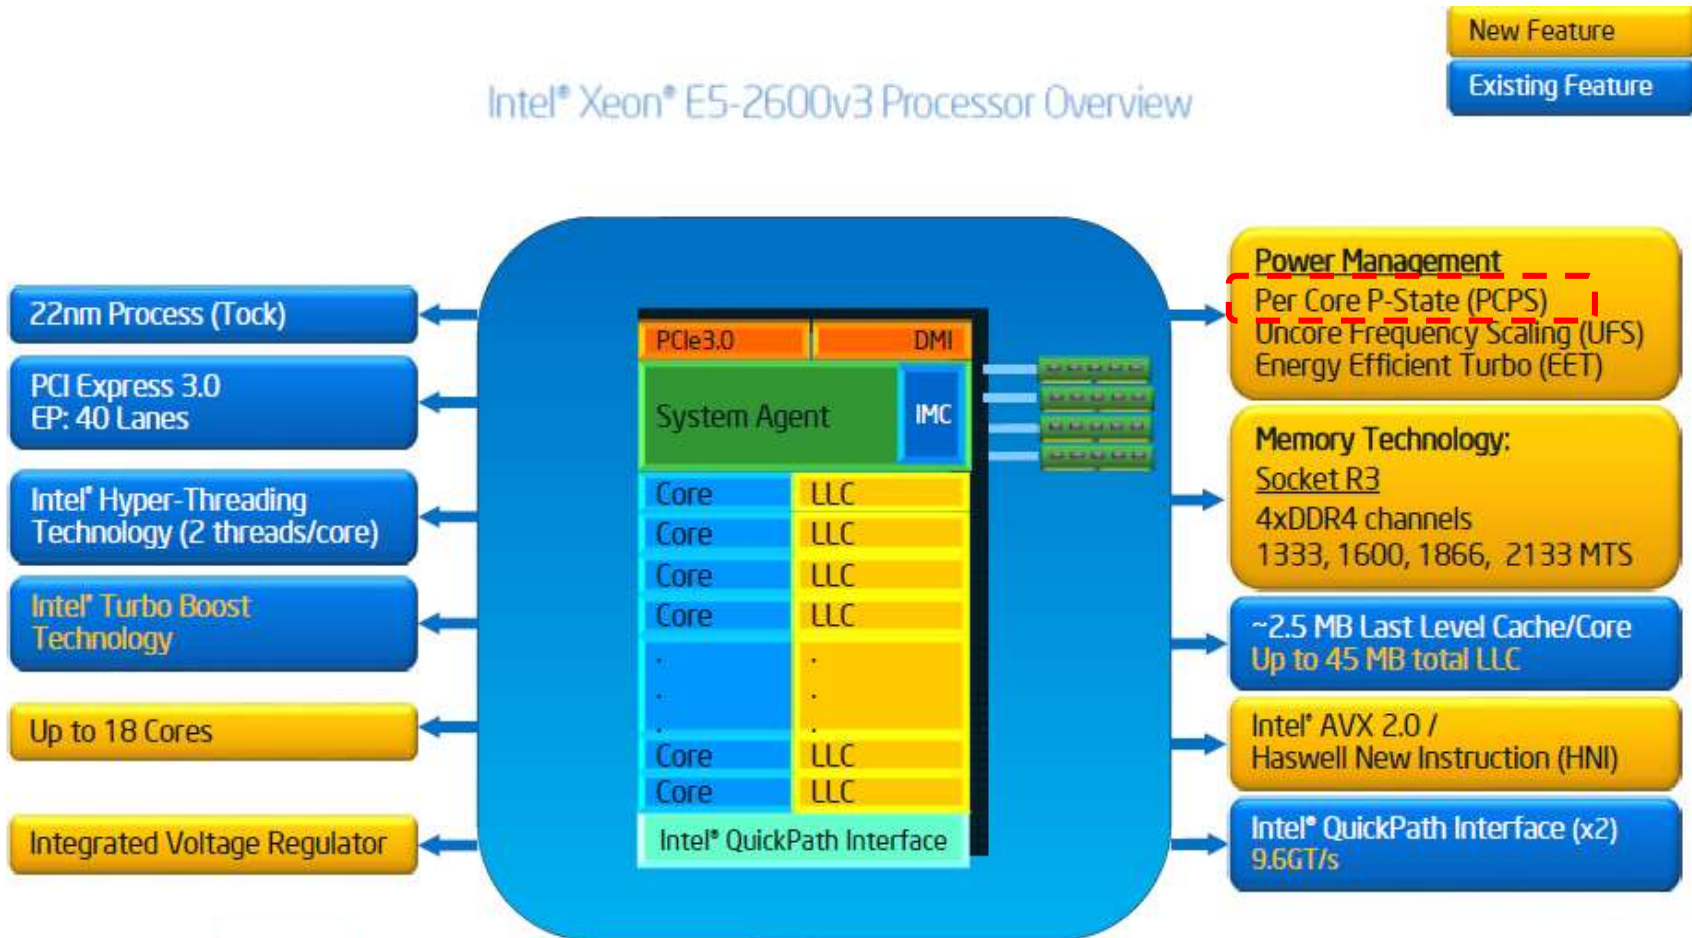 New Feature
Existing Feature
Intel® Xeon® E5-2600v3 Processor Overview
22nm Process (Tock)
PCI Express 3.0
EP: 40 Lanes
Intel® Hyper-Threading
Technology (2 threads/core)
Intel® Turbo Boost
Technology
Up to 18 Cores
Integrated Voltage Regulator
PCIe3.0
DMI
System Agent
IMC
Core LLC
Core LLC
Core LLC
Core LLC
. .
. .
. .
Core LLC
Core LLC
Intel® QuickPath Interface
Power Management
Per Core P-State (PCPS)
Uncore Frequency Scaling (UFS)
Energy Efficient Turbo (EET)
Memory Technology:
Socket R3
4xDDR4 channels
1333, 1600, 1866, 2133 MTS
~2.5 MB Last Level Cache/Core
Up to 45 MB total LLC
Intel® AVX 2.0 /
Haswell New Instruction (HNI)
Intel® QuickPath Interface (x2)
9.6GT/s